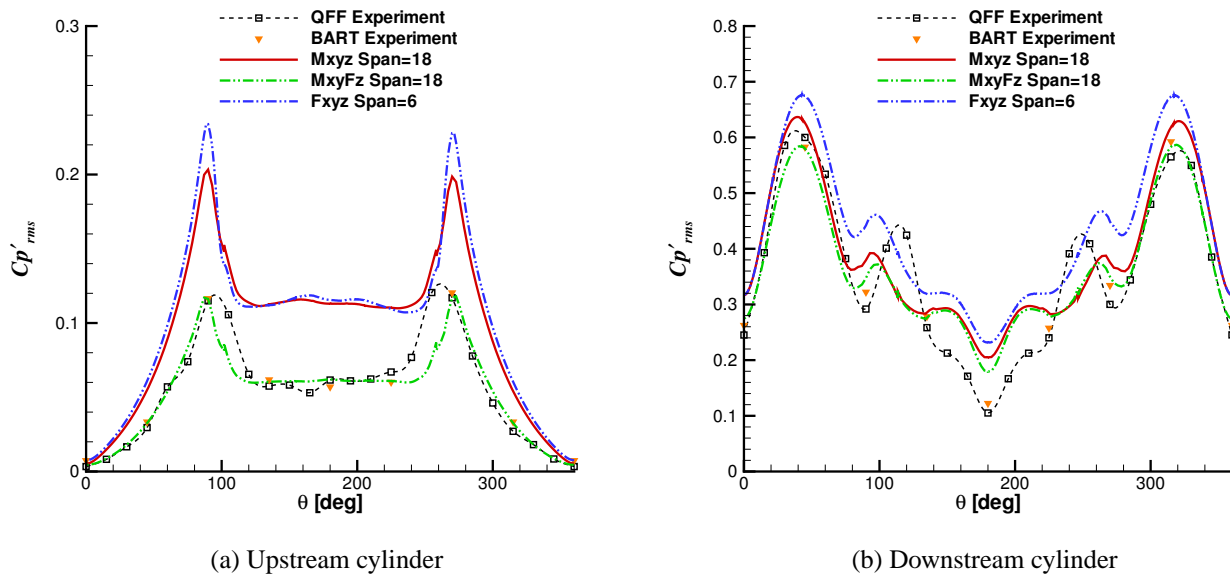 QFF Experiment
BART Experiment
Mxyz Span=18
MxyFz Span=18
Fxyz Span=6
0.3
0.2
0.1
0
Cp'rms
0 100 200 300
θ [deg]
(a) Upstream cylinder
QFF Experiment
BART Experiment
Mxyz Span=18
MxyFz Span=18
Fxyz Span=6
0.8
0.7
0.6
0.5
0.4
0.3
0.2
0.1
0
Cp'rms
0 100 200 300
θ [deg]
(b) Downstream cylinder